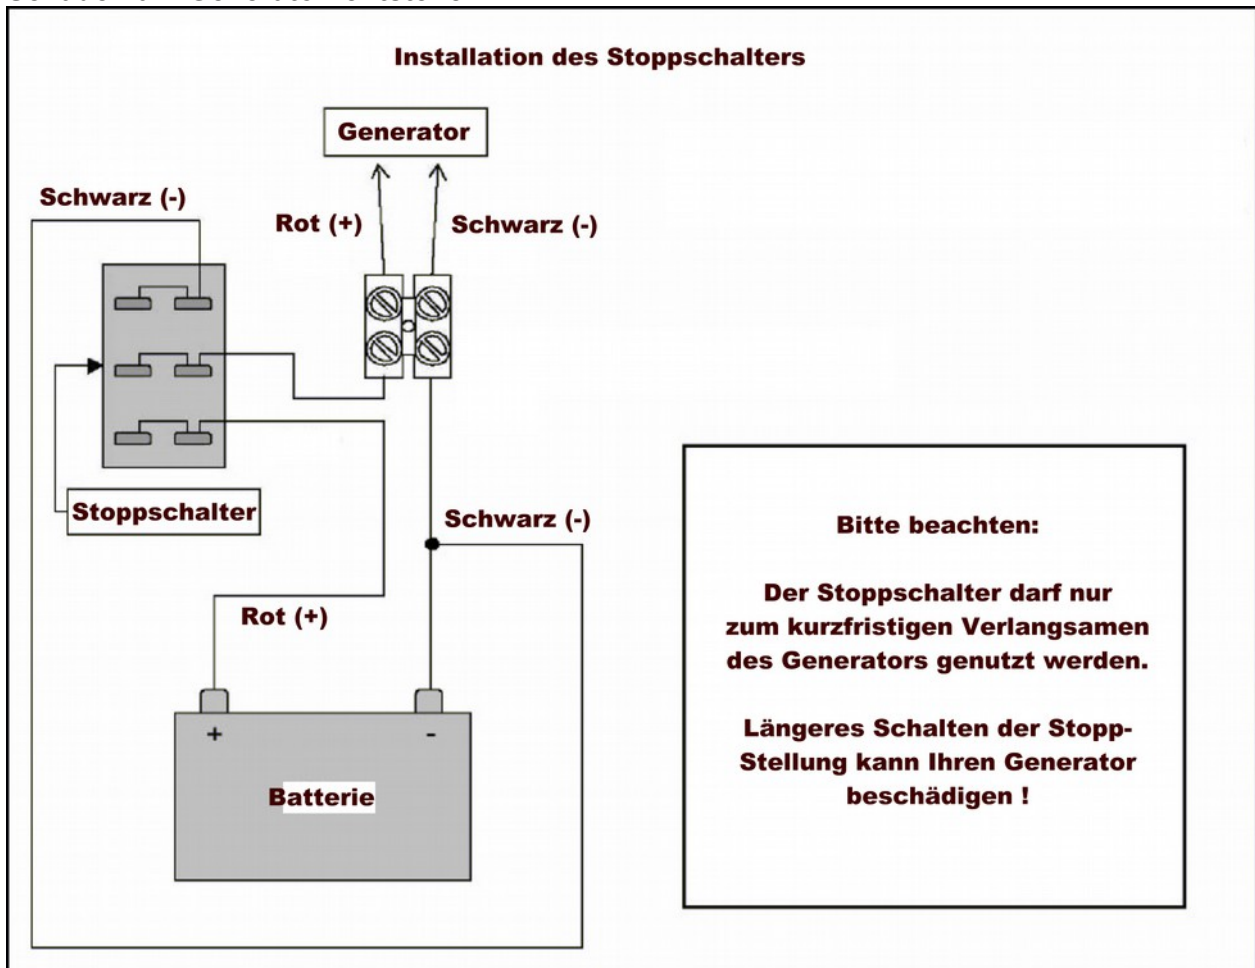 Installation des Stoppschalters
Generator
Schwarz (-)
Rot (+)
Schwarz (-)
Stoppschalter
Schwarz (-)
Rot (+)
+
-
Batterie
Bitte beachten:
Der Stoppschalter darf nur
zum kurzfristigen Verlangsamen
des Generators genutzt werden.
Längeres Schalten der Stopp-
Stellung kann Ihren Generator
beschädigen !